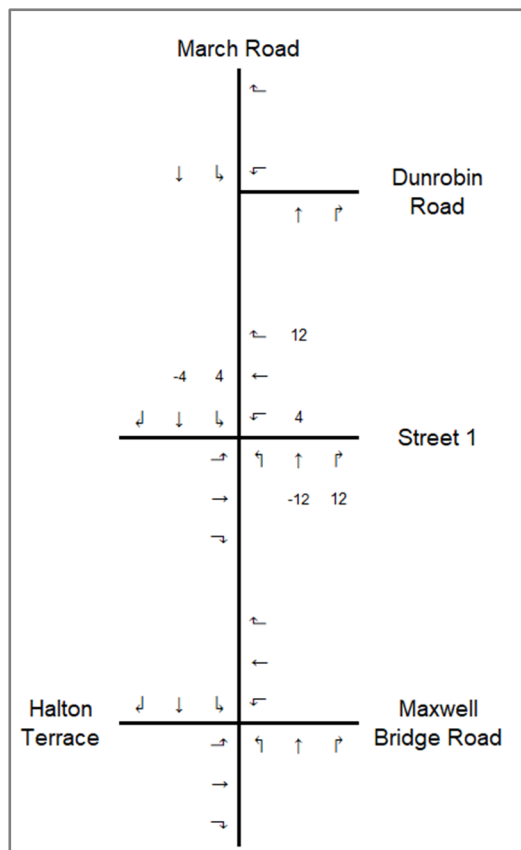 March Road
Dunrobin
Road
12
-4 4
4
Street 1
-12 12
Halton
Terrace
Maxwell
Bridge Road